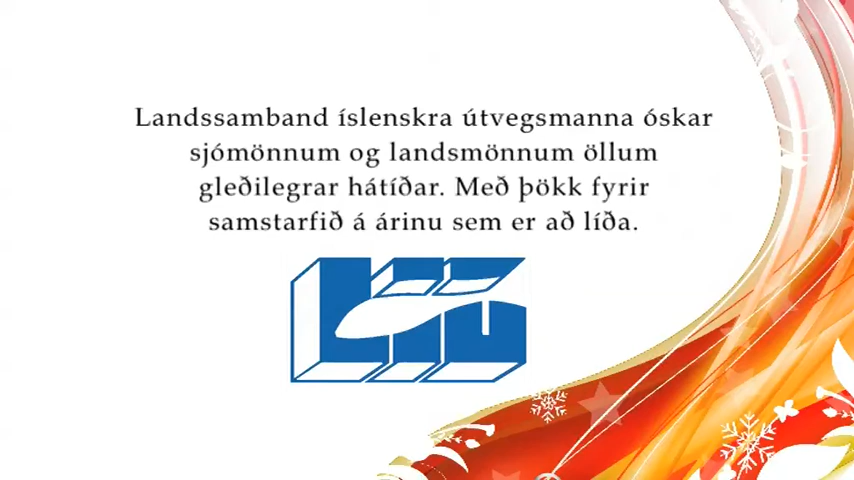 Landssamband íslenskra útvegsmanna óskar
sjómönnum og landsmönnum öllum
gleðilegrar hátíðar. Með þökk fyrir
samstarfið á árinu sem er að líða.
LÍÚ